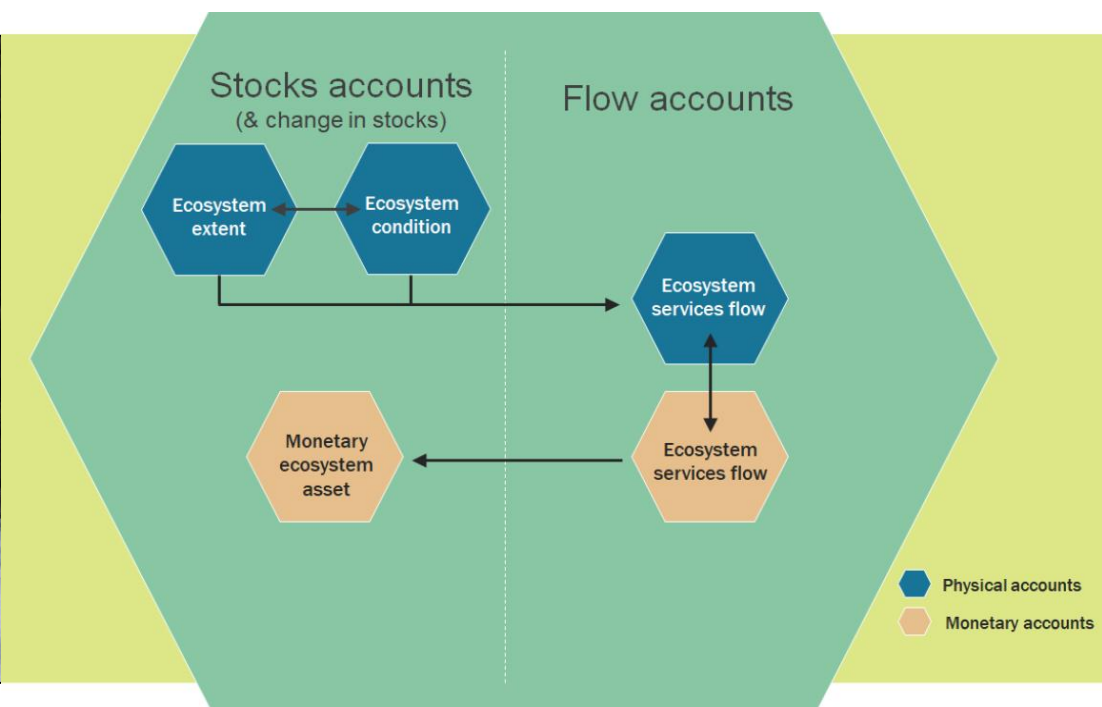 Stocks accounts
(& change in stocks)
Flow accounts
Ecosystem
extent
Ecosystem
condition
Ecosystem
services flow
Monetary
ecosystem
asset
Ecosystem
services flow
Physical accounts
Monetary accounts